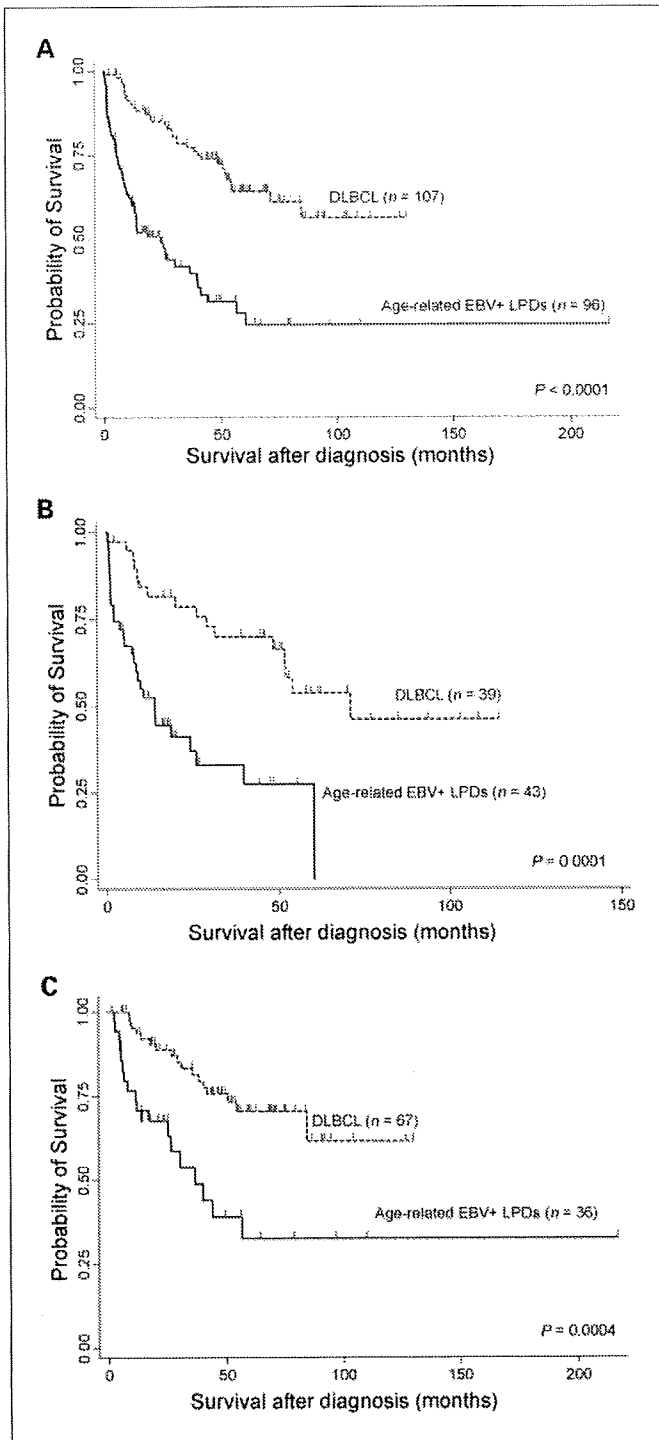 A
Probability of Survival
1.00
0.75
0.50
0.25
0.00
DLBCL (n = 107)
Age-related EBV+ LPDs (n = 96)
P < 0.0001
0 50 100 150 200
Survival after diagnosis (months)
B
Probability of Survival
1.00
0.75
0.50
0.25
0.00
DLBCL (n = 39)
Age-related EBV+ LPDs (n = 43)
P = 0.0001
0 50 100 150
Survival after diagnosis (months)
C
Probability of Survival
1.00
0.75
0.50
0.25
0.00
DLBCL (n = 67)
Age-related EBV+ LPDs (n = 36)
P = 0.0004
0 50 100 150 200
Survival after diagnosis (months)